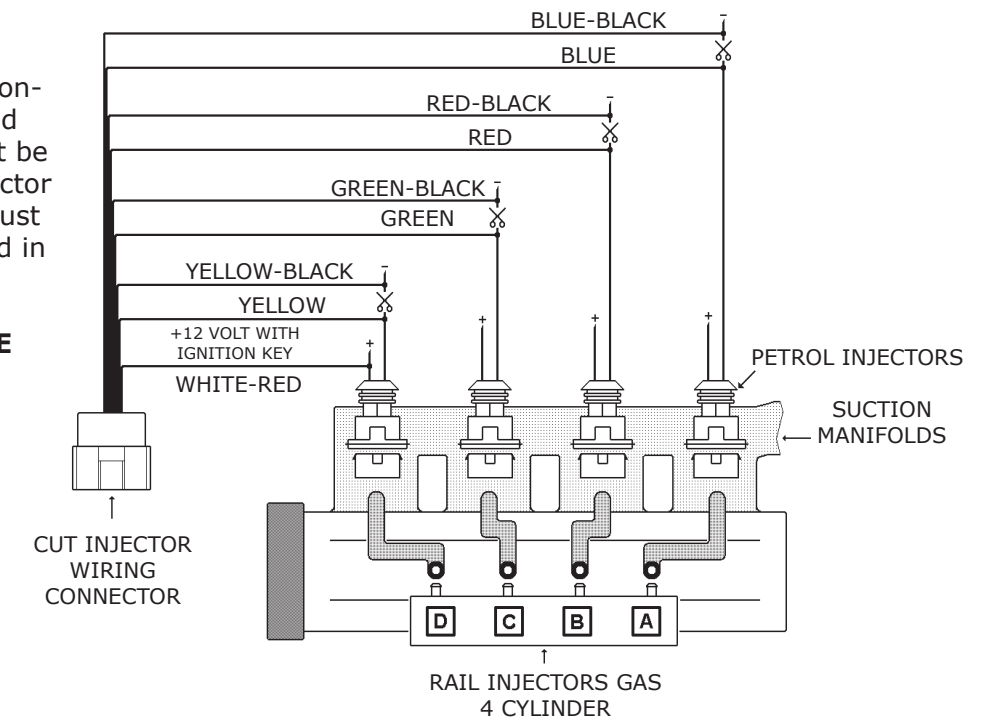 on-
d
t be
ctor
ust
d in
E
BLUE-BLACK
-
BLUE
RED-BLACK
-
RED
GREEN-BLACK
-
GREEN
YELLOW-BLACK
-
YELLOW
+12 VOLT WITH
IGNITION KEY
+
+
+
+
WHITE-RED
PETROL INJECTORS
SUCTION
MANIFOLDS
CUT INJECTOR
WIRING
CONNECTOR
D C B A
RAIL INJECTORS GAS
4 CYLINDER